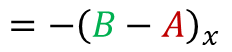 = −(B − A)ₓ